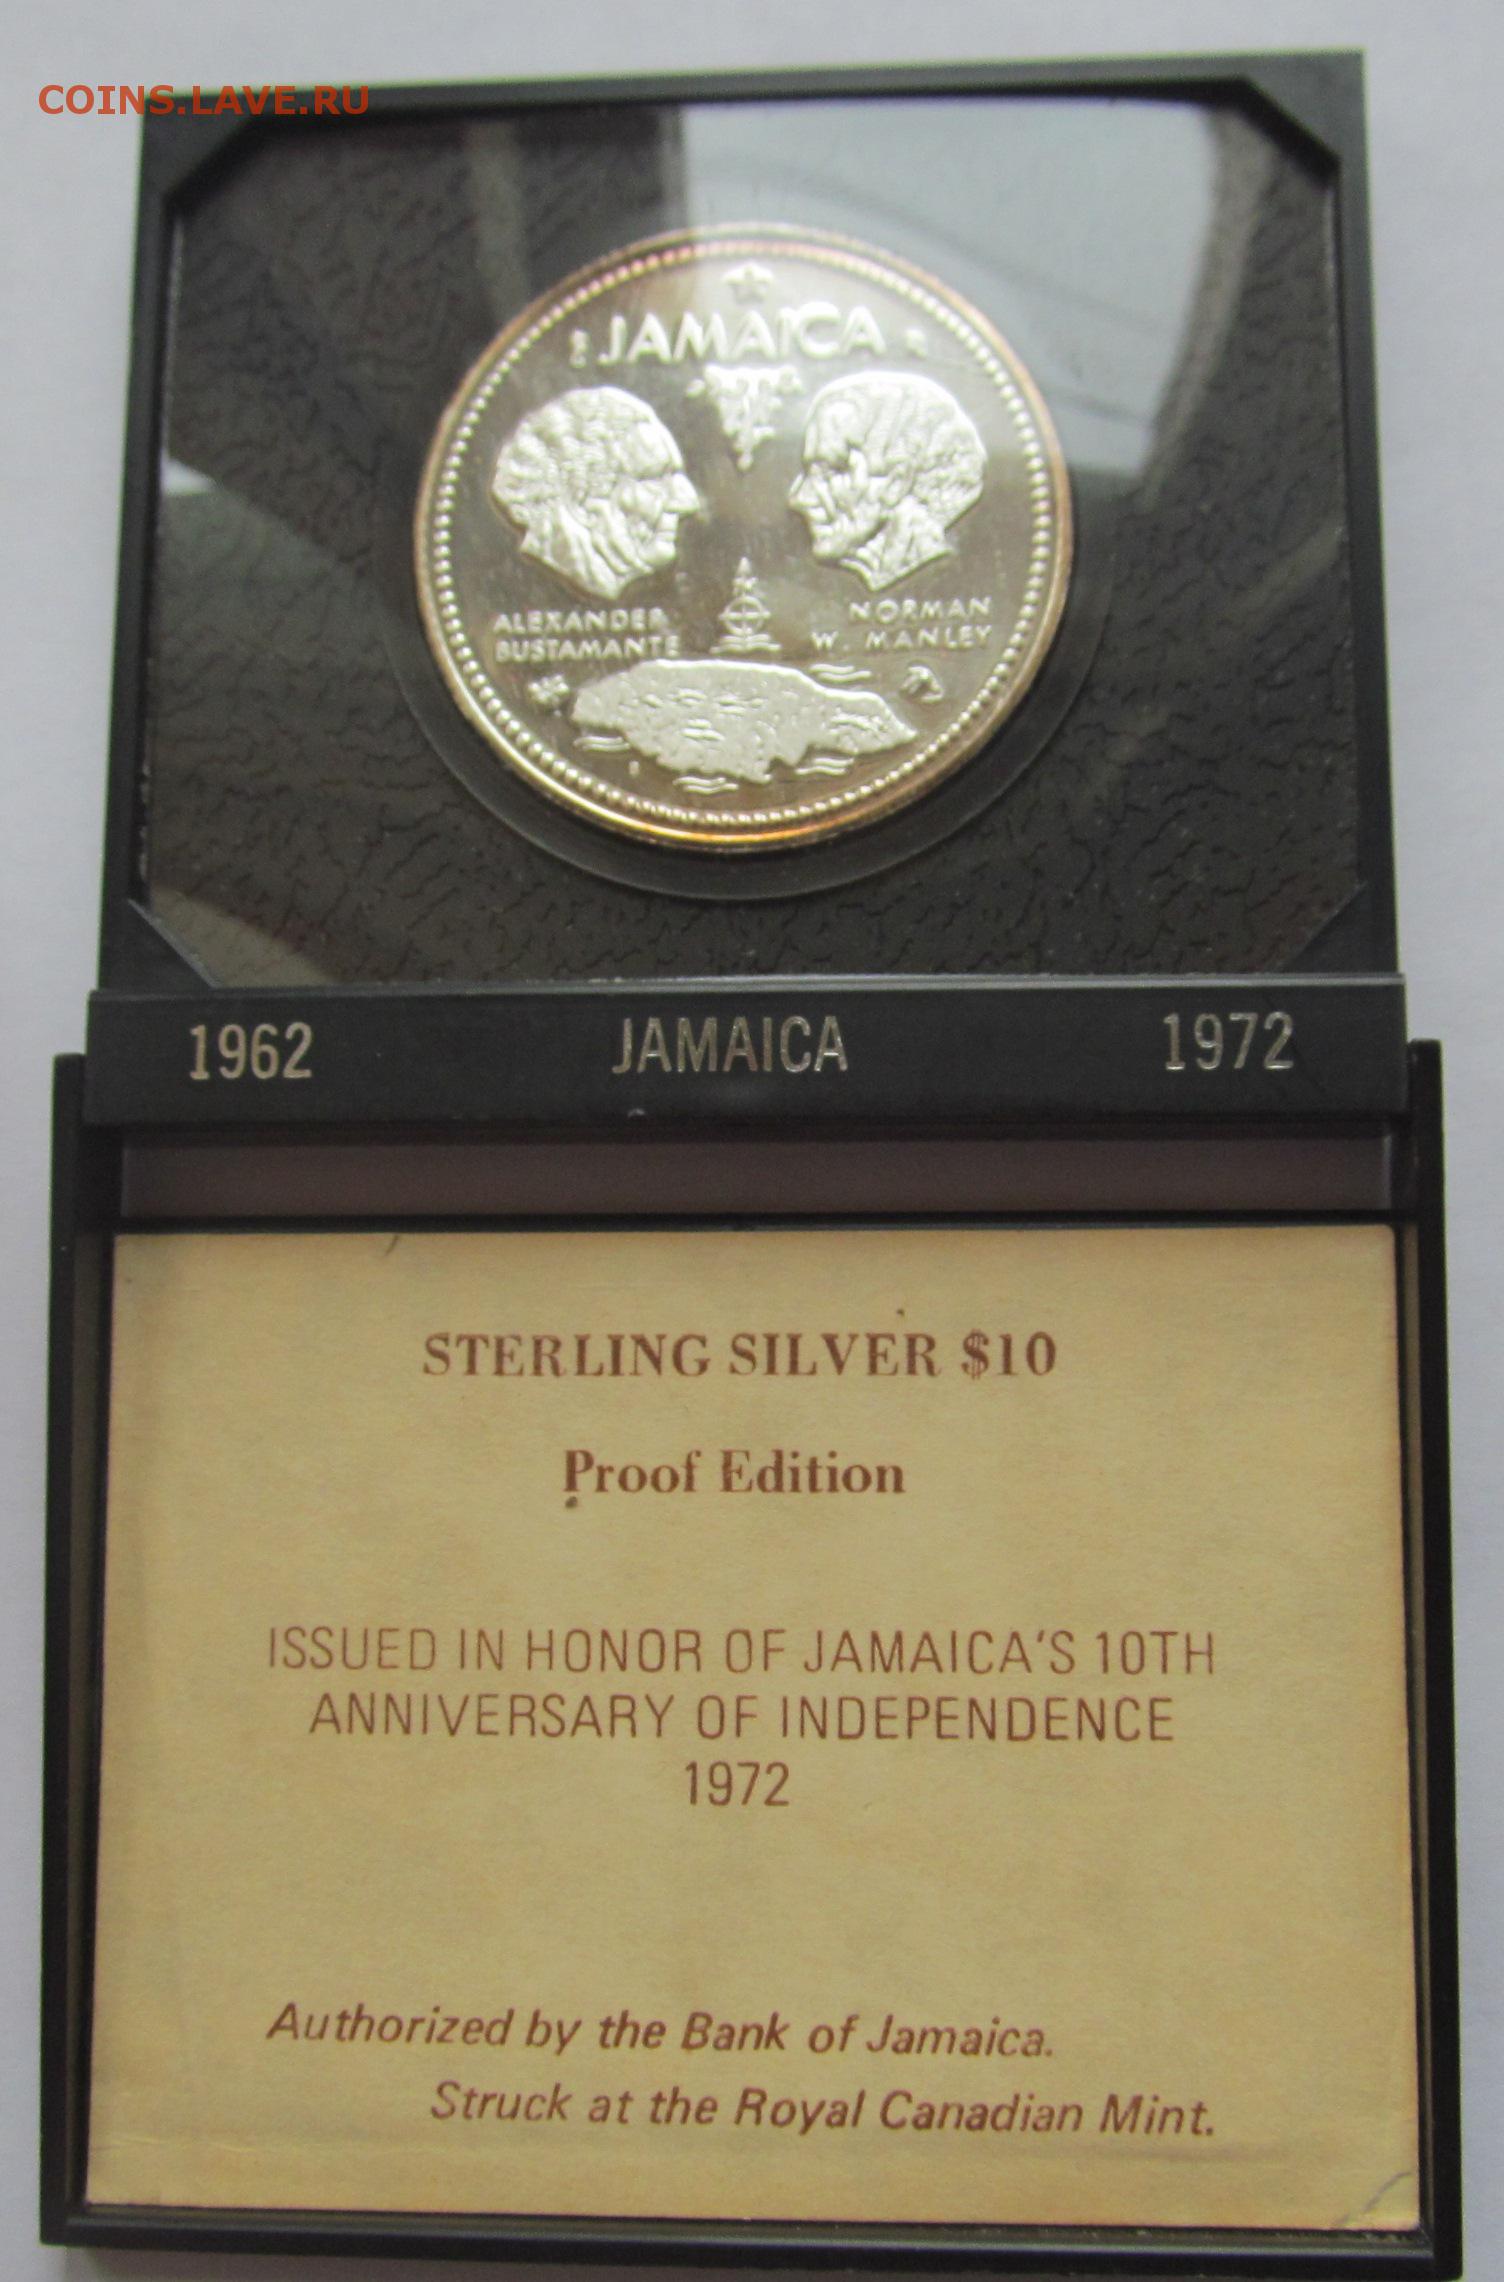 COINS.LAVE.RU
JAMAICA
ALEXANDER BUSTAMANTE
NORMAN W. MANLEY
1962 JAMAICA 1972
STERLING SILVER $10
Proof Edition
ISSUED IN HONOR OF JAMAICA'S 10TH
ANNIVERSARY OF INDEPENDENCE
1972
Authorized by the Bank of Jamaica.
Struck at the Royal Canadian Mint.